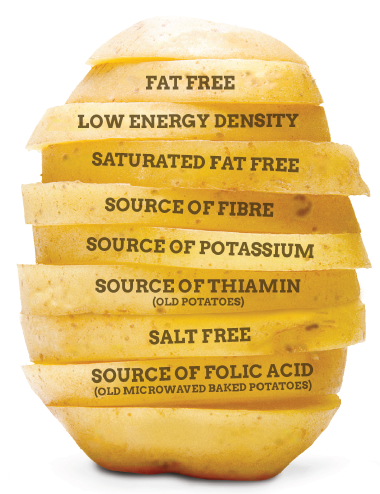 FAT FREE
LOW ENERGY DENSITY
SATURATED FAT FREE
SOURCE OF FIBRE
SOURCE OF POTASSIUM
SOURCE OF THIAMIN
(OLD POTATOES)
SALT FREE
SOURCE OF FOLIC ACID
(OLD MICROWAVED BAKED POTATOES)